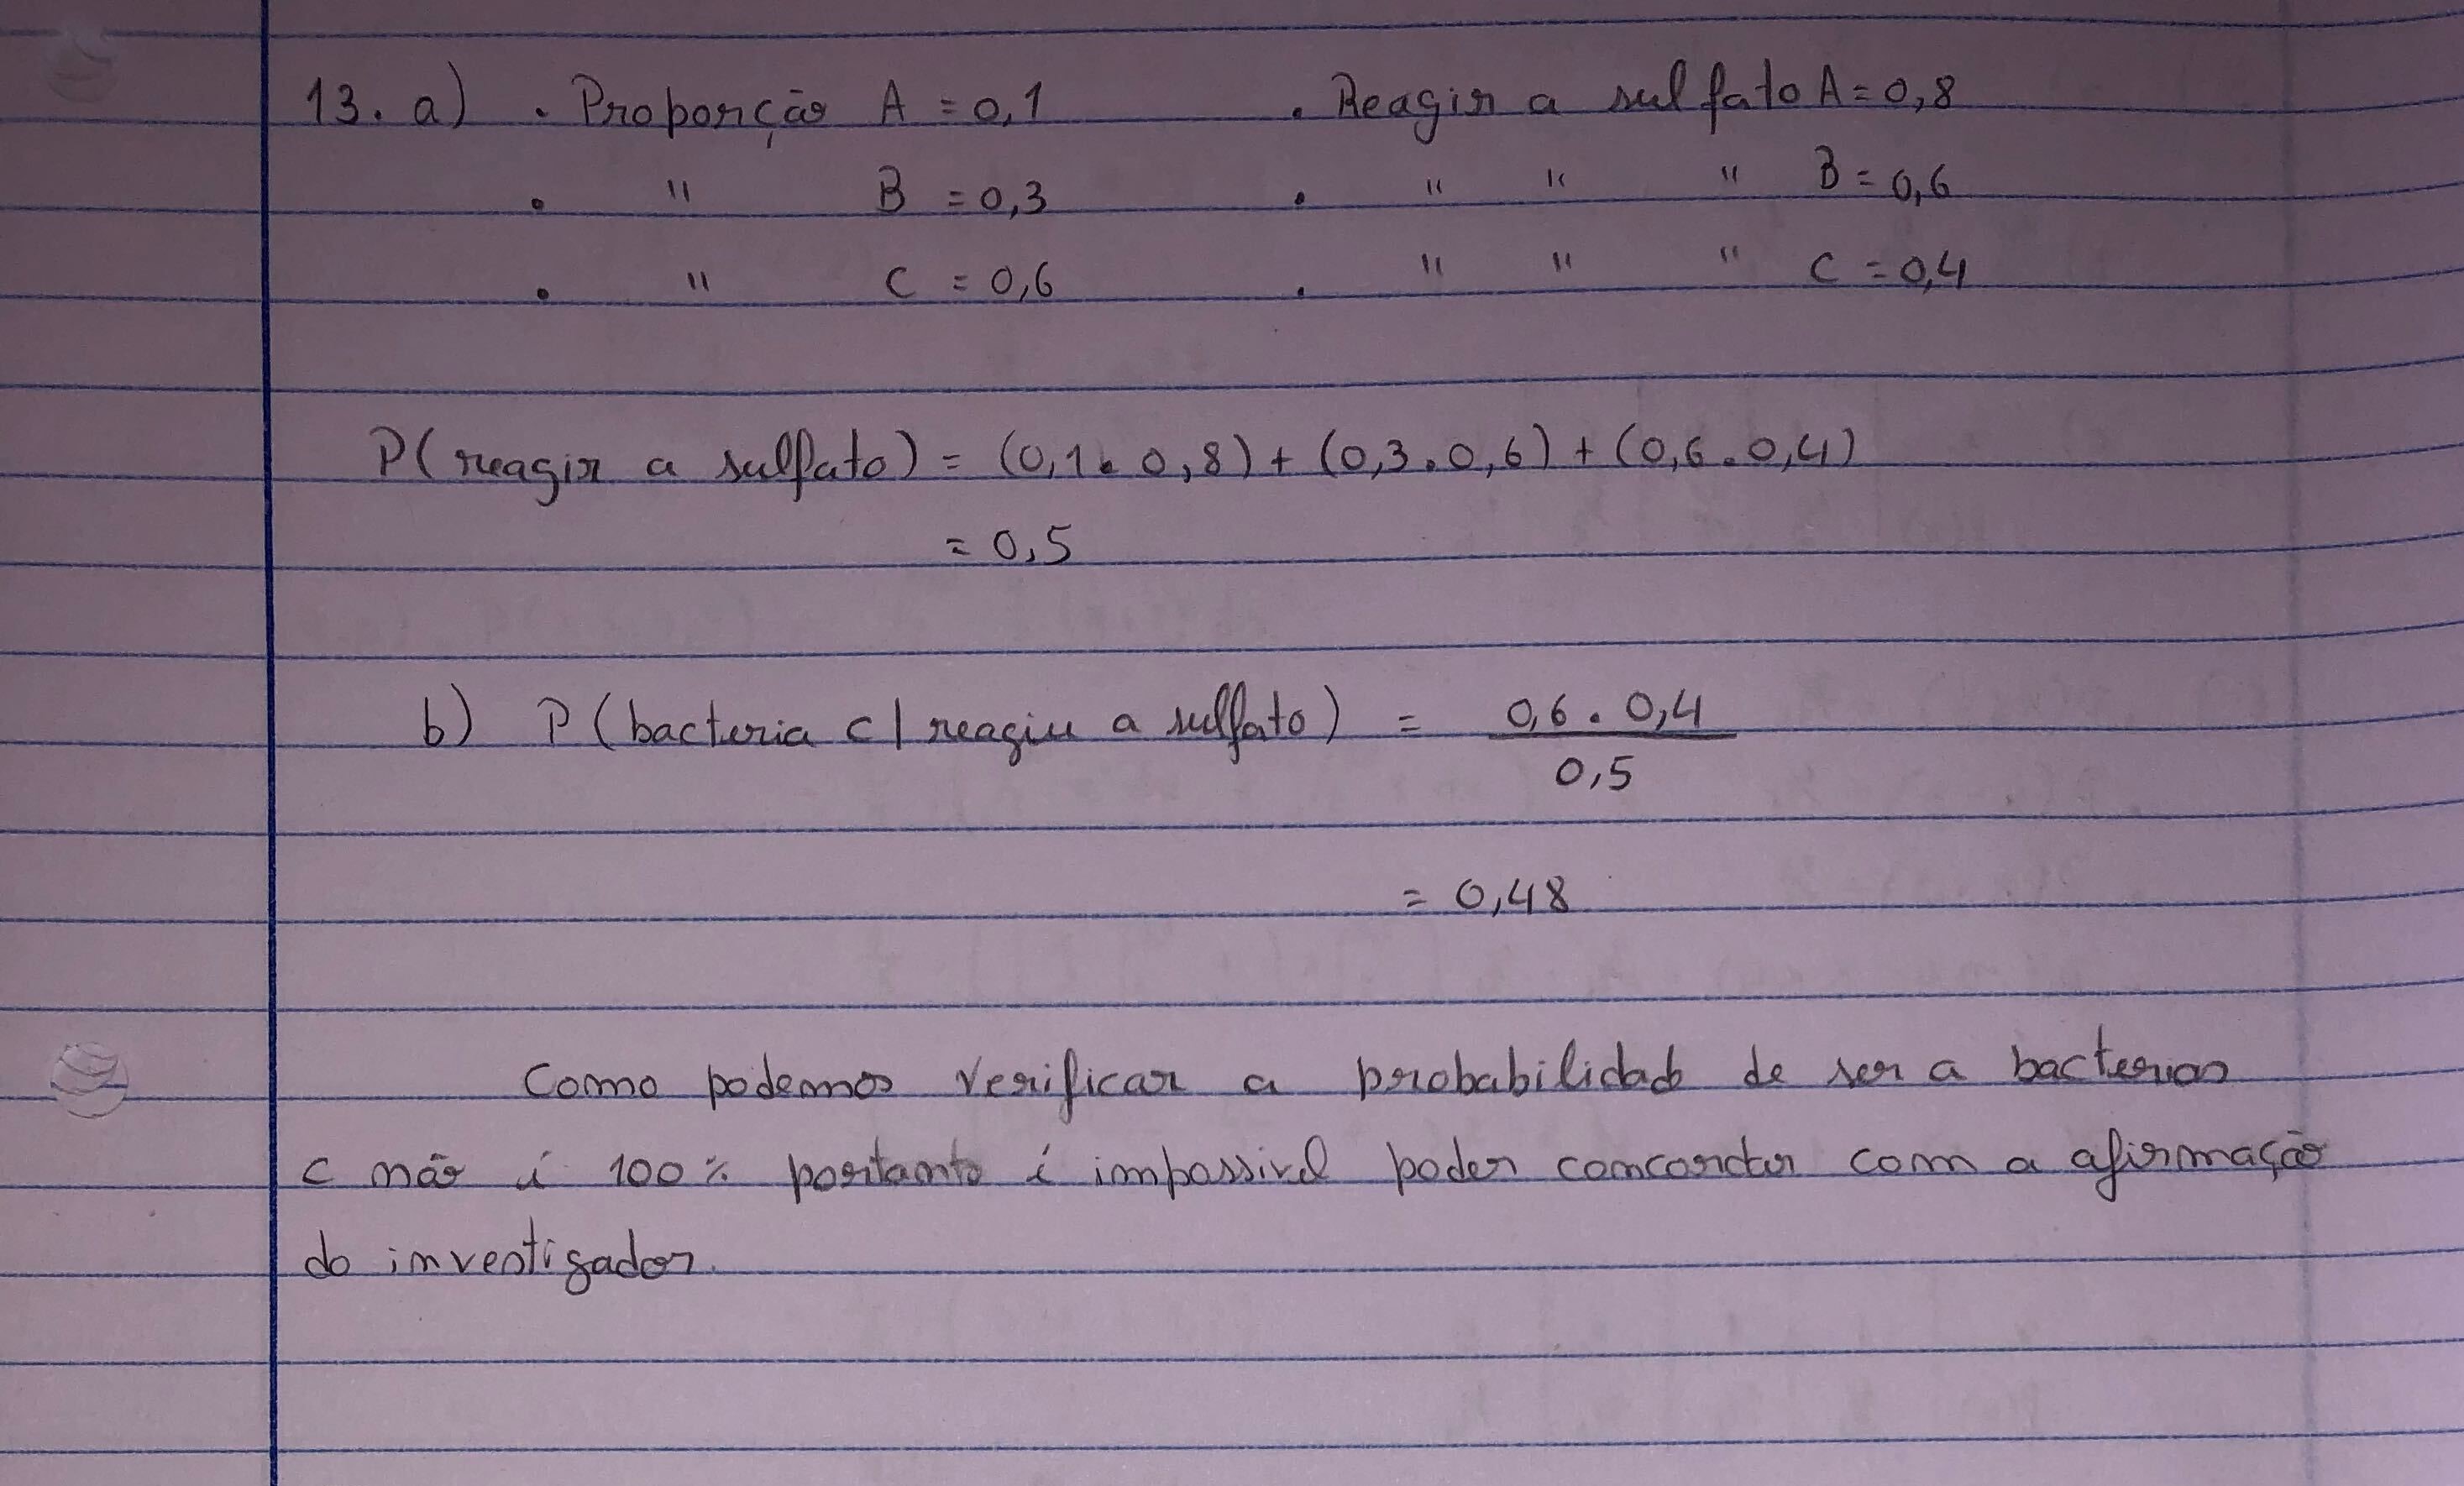 13. a) . Proporção A = 0,1 . Reagir a sulfato A = 0,8
. " B = 0,3 . " " " B = 0,6
. " C = 0,6 . " " " C = 0,4
P( reagir a sulfato) = (0,1 . 0,8) + (0,3 . 0,6) + (0,6 . 0,4)
= 0,5
b) P (bacteria c | reagiu a sulfato) = 0,6 . 0,4
0,5
= 0,48
Como podemos verificar a probabilidade de ser a bacterias
c não é 100% portanto é impossivel poder concordar com a afirmação
do investigador.